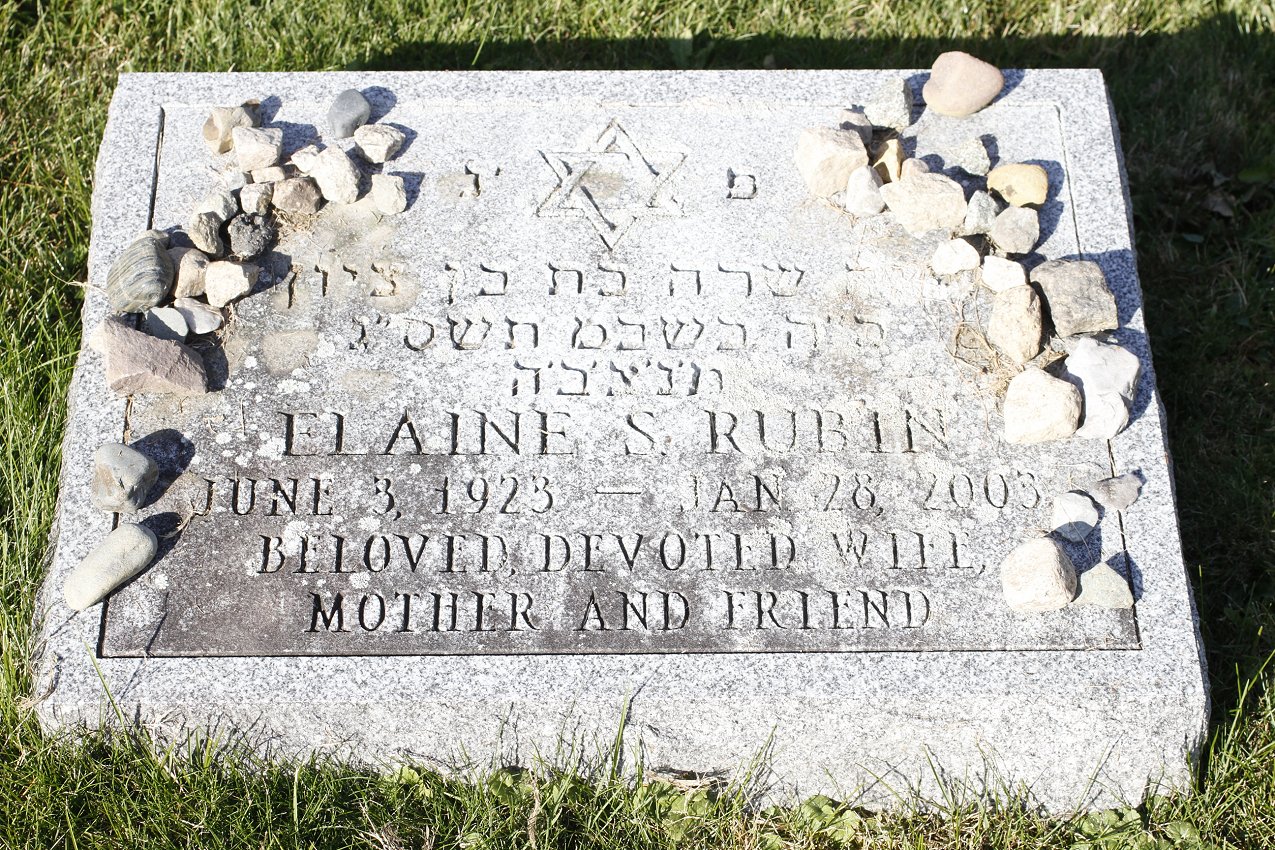 פ ׳נ
שרה בת בן ציון
כ״ה בשבט תשס״ג
ת׳נ׳צ׳ב׳ה
ELAINE S. RUBIN
JUNE 3, 1923 — JAN 28, 2003
BELOVED, DEVOTED WIFE,
MOTHER AND FRIEND